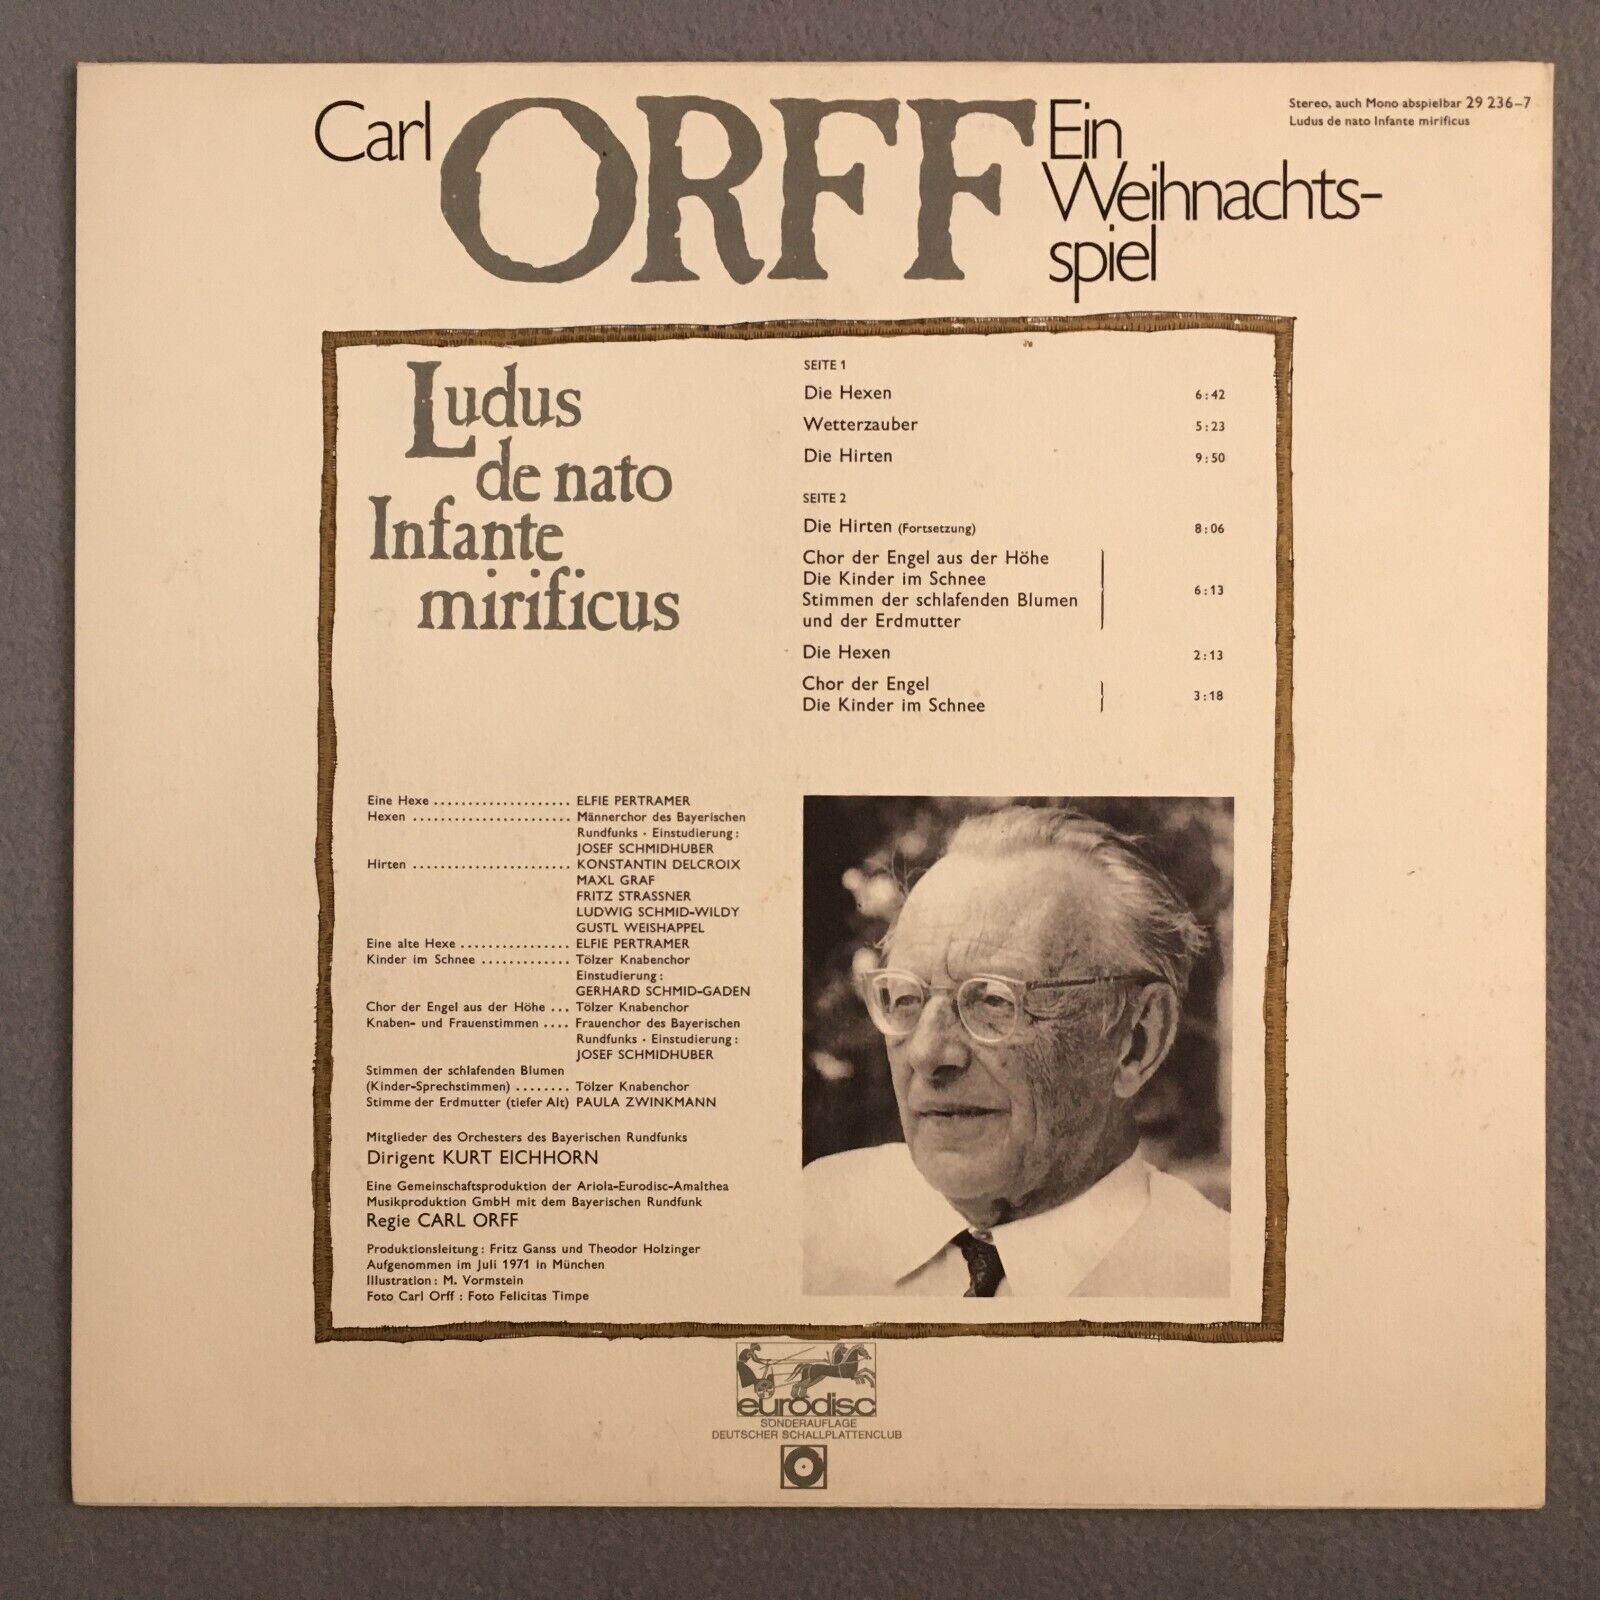 Carl ORFF Ein
Weihnachts-
spiel
Stereo, auch Mono abspielbar 29 236-7
Ludus de nato Infante mirificus
Ludus
de nato
Infante
mirificus
SEITE 1
Die Hexen 6:42
Wetterzauber 5:23
Die Hirten 9:50
SEITE 2
Die Hirten (Fortsetzung) 8:06
Chor der Engel aus der Höhe
Die Kinder im Schnee
Stimmen der schlafenden Blumen 6:13
und der Erdmutter
Die Hexen 2:13
Chor der Engel
Die Kinder im Schnee 3:18
Eine Hexe .................... ELFIE PERTRAMER
Hexen ....................... Männerchor des Bayerischen
Rundfunks · Einstudierung:
JOSEF SCHMIDHUBER
Hirten ....................... KONSTANTIN DELCROIX
MAXL GRAF
FRITZ STRASSNER
LUDWIG SCHMID-WILDY
GUSTL WEISHAPPEL
Eine alte Hexe ................ ELFIE PERTRAMER
Kinder im Schnee ............. Tölzer Knabenchor
Einstudierung:
GERHARD SCHMID-GADEN
Chor der Engel aus der Höhe ... Tölzer Knabenchor
Knaben- und Frauenstimmen .... Frauenchor des Bayerischen
Rundfunks · Einstudierung:
JOSEF SCHMIDHUBER
Stimmen der schlafenden Blumen
(Kinder-Sprechstimmen) ........ Tölzer Knabenchor
Stimme der Erdmutter (tiefer Alt) PAULA ZWINKMANN
Mitglieder des Orchesters des Bayerischen Rundfunks
Dirigent KURT EICHHORN
Eine Gemeinschaftsproduktion der Ariola-Eurodisc-Amalthea
Musikproduktion GmbH mit dem Bayerischen Rundfunk
Regie CARL ORFF
Produktionsleitung: Fritz Ganss und Theodor Holzinger
Aufgenommen im Juli 1971 in München
Illustration: M. Vormstein
Foto Carl Orff : Foto Felicitas Timpe
eurodisc
SONDERAUFLAGE
DEUTSCHER SCHALLPLATTENCLUB